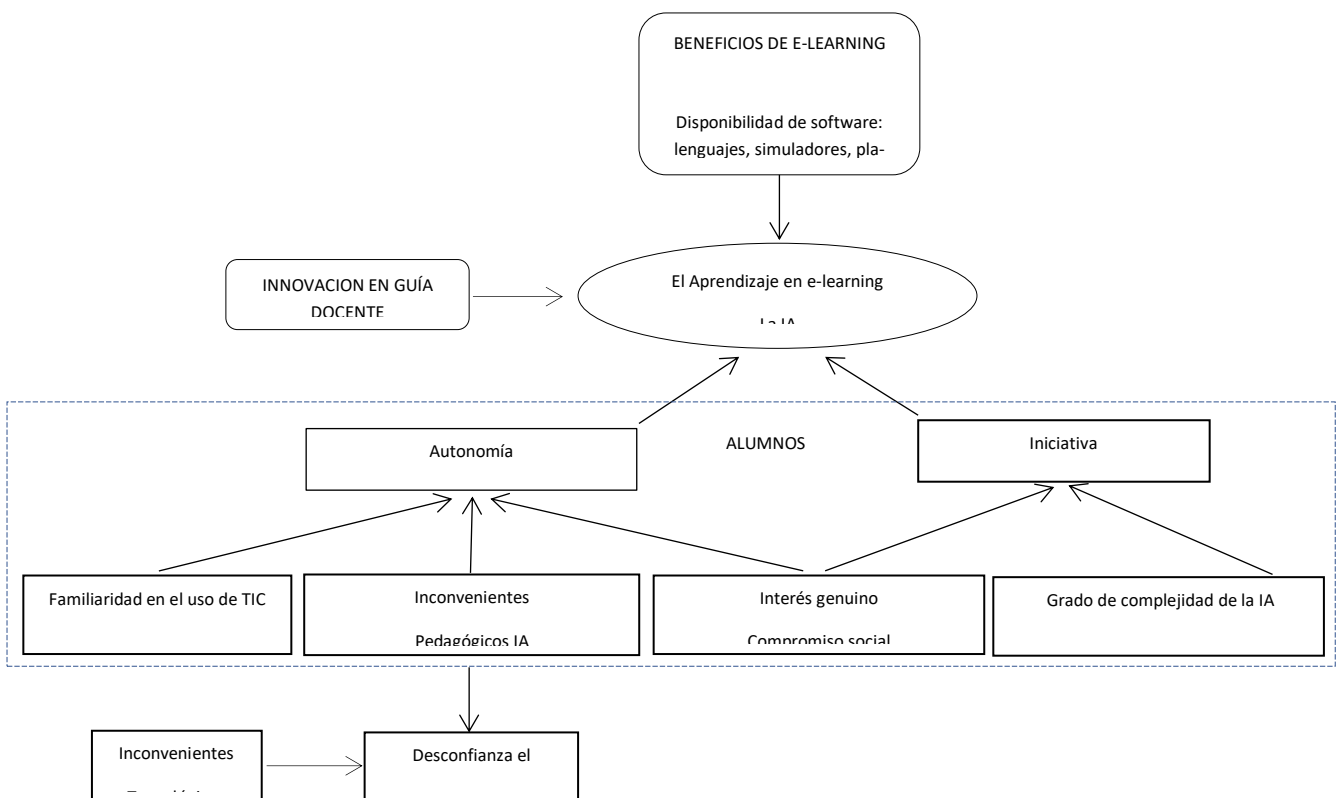 BENEFICIOS DE E-LEARNING
Disponibilidad de software:
lenguajes, simuladores, pla-
INNOVACION EN GUÍA
DOCENTE
El Aprendizaje en e-learning
La IA
ALUMNOS
Autonomía
Iniciativa
Familiaridad en el uso de TIC
Inconvenientes
Pedagógicos IA
Interés genuino
Compromiso social
Grado de complejidad de la IA
Inconvenientes
Desconfianza el